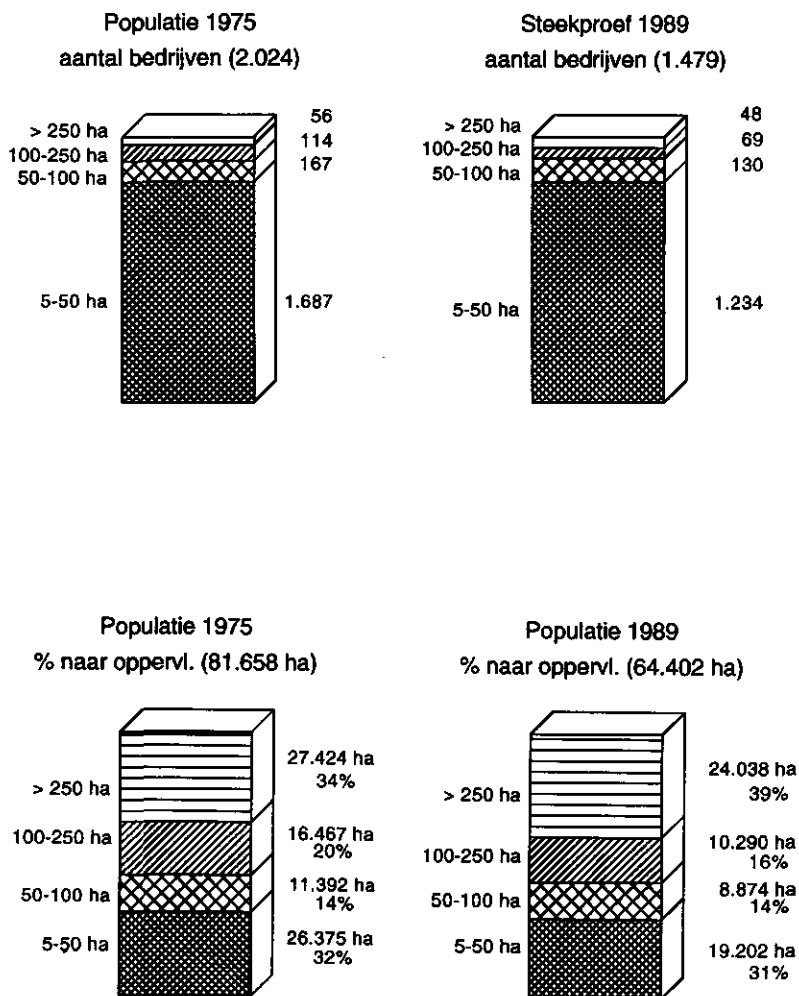 Populatie 1975
aantal bedrijven (2.024)
> 250 ha
100-250 ha
50-100 ha
5-50 ha
56
114
167
1.687
Steekproef 1989
aantal bedrijven (1.479)
> 250 ha
100-250 ha
50-100 ha
5-50 ha
48
69
130
1.234
Populatie 1975
% naar oppervl. (81.658 ha)
> 250 ha
100-250 ha
50-100 ha
5-50 ha
27.424 ha
34%
16.467 ha
20%
11.392 ha
14%
26.375 ha
32%
Populatie 1989
% naar oppervl. (64.402 ha)
> 250 ha
100-250 ha
50-100 ha
5-50 ha
24.038 ha
39%
10.290 ha
16%
8.874 ha
14%
19.202 ha
31%